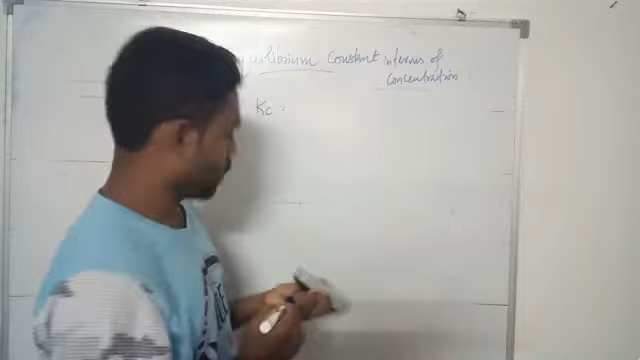 constant interms of
concentration
Kc =